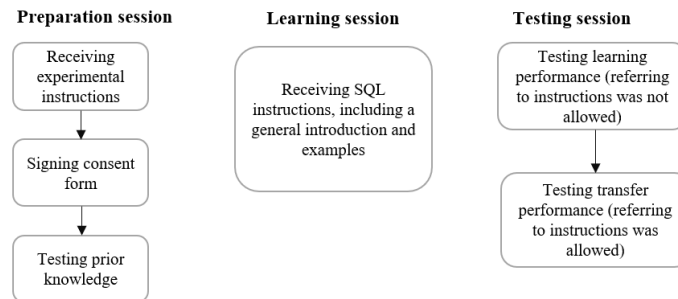 Preparation session
Receiving
experimental
instructions
Signing consent
form
Testing prior
knowledge
Learning session
Receiving SQL
instructions, including a
general introduction and
examples
Testing session
Testing learning
performance (referring
to instructions was not
allowed)
Testing transfer
performance (referring
to instructions was
allowed)